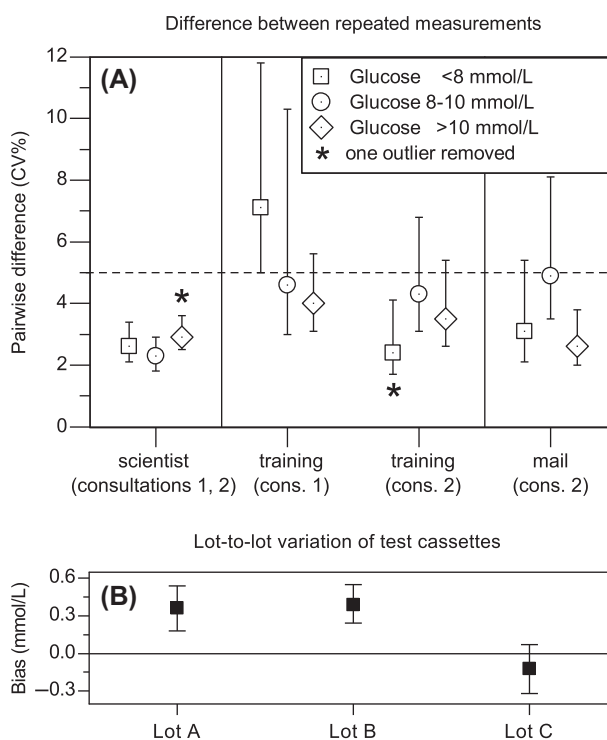 Difference between repeated measurements
(A)
Glucose <8 mmol/L
Glucose 8-10 mmol/L
Glucose >10 mmol/L
* one outlier removed
Pairwise difference (CV%)
12
10
8
6
4
2
0
*
*
scientist
(consultations 1, 2)
training
(cons. 1)
training
(cons. 2)
mail
(cons. 2)
Lot-to-lot variation of test cassettes
(B)
Bias (mmol/L)
0.6
0.3
0.0
–0.3
Lot A
Lot B
Lot C